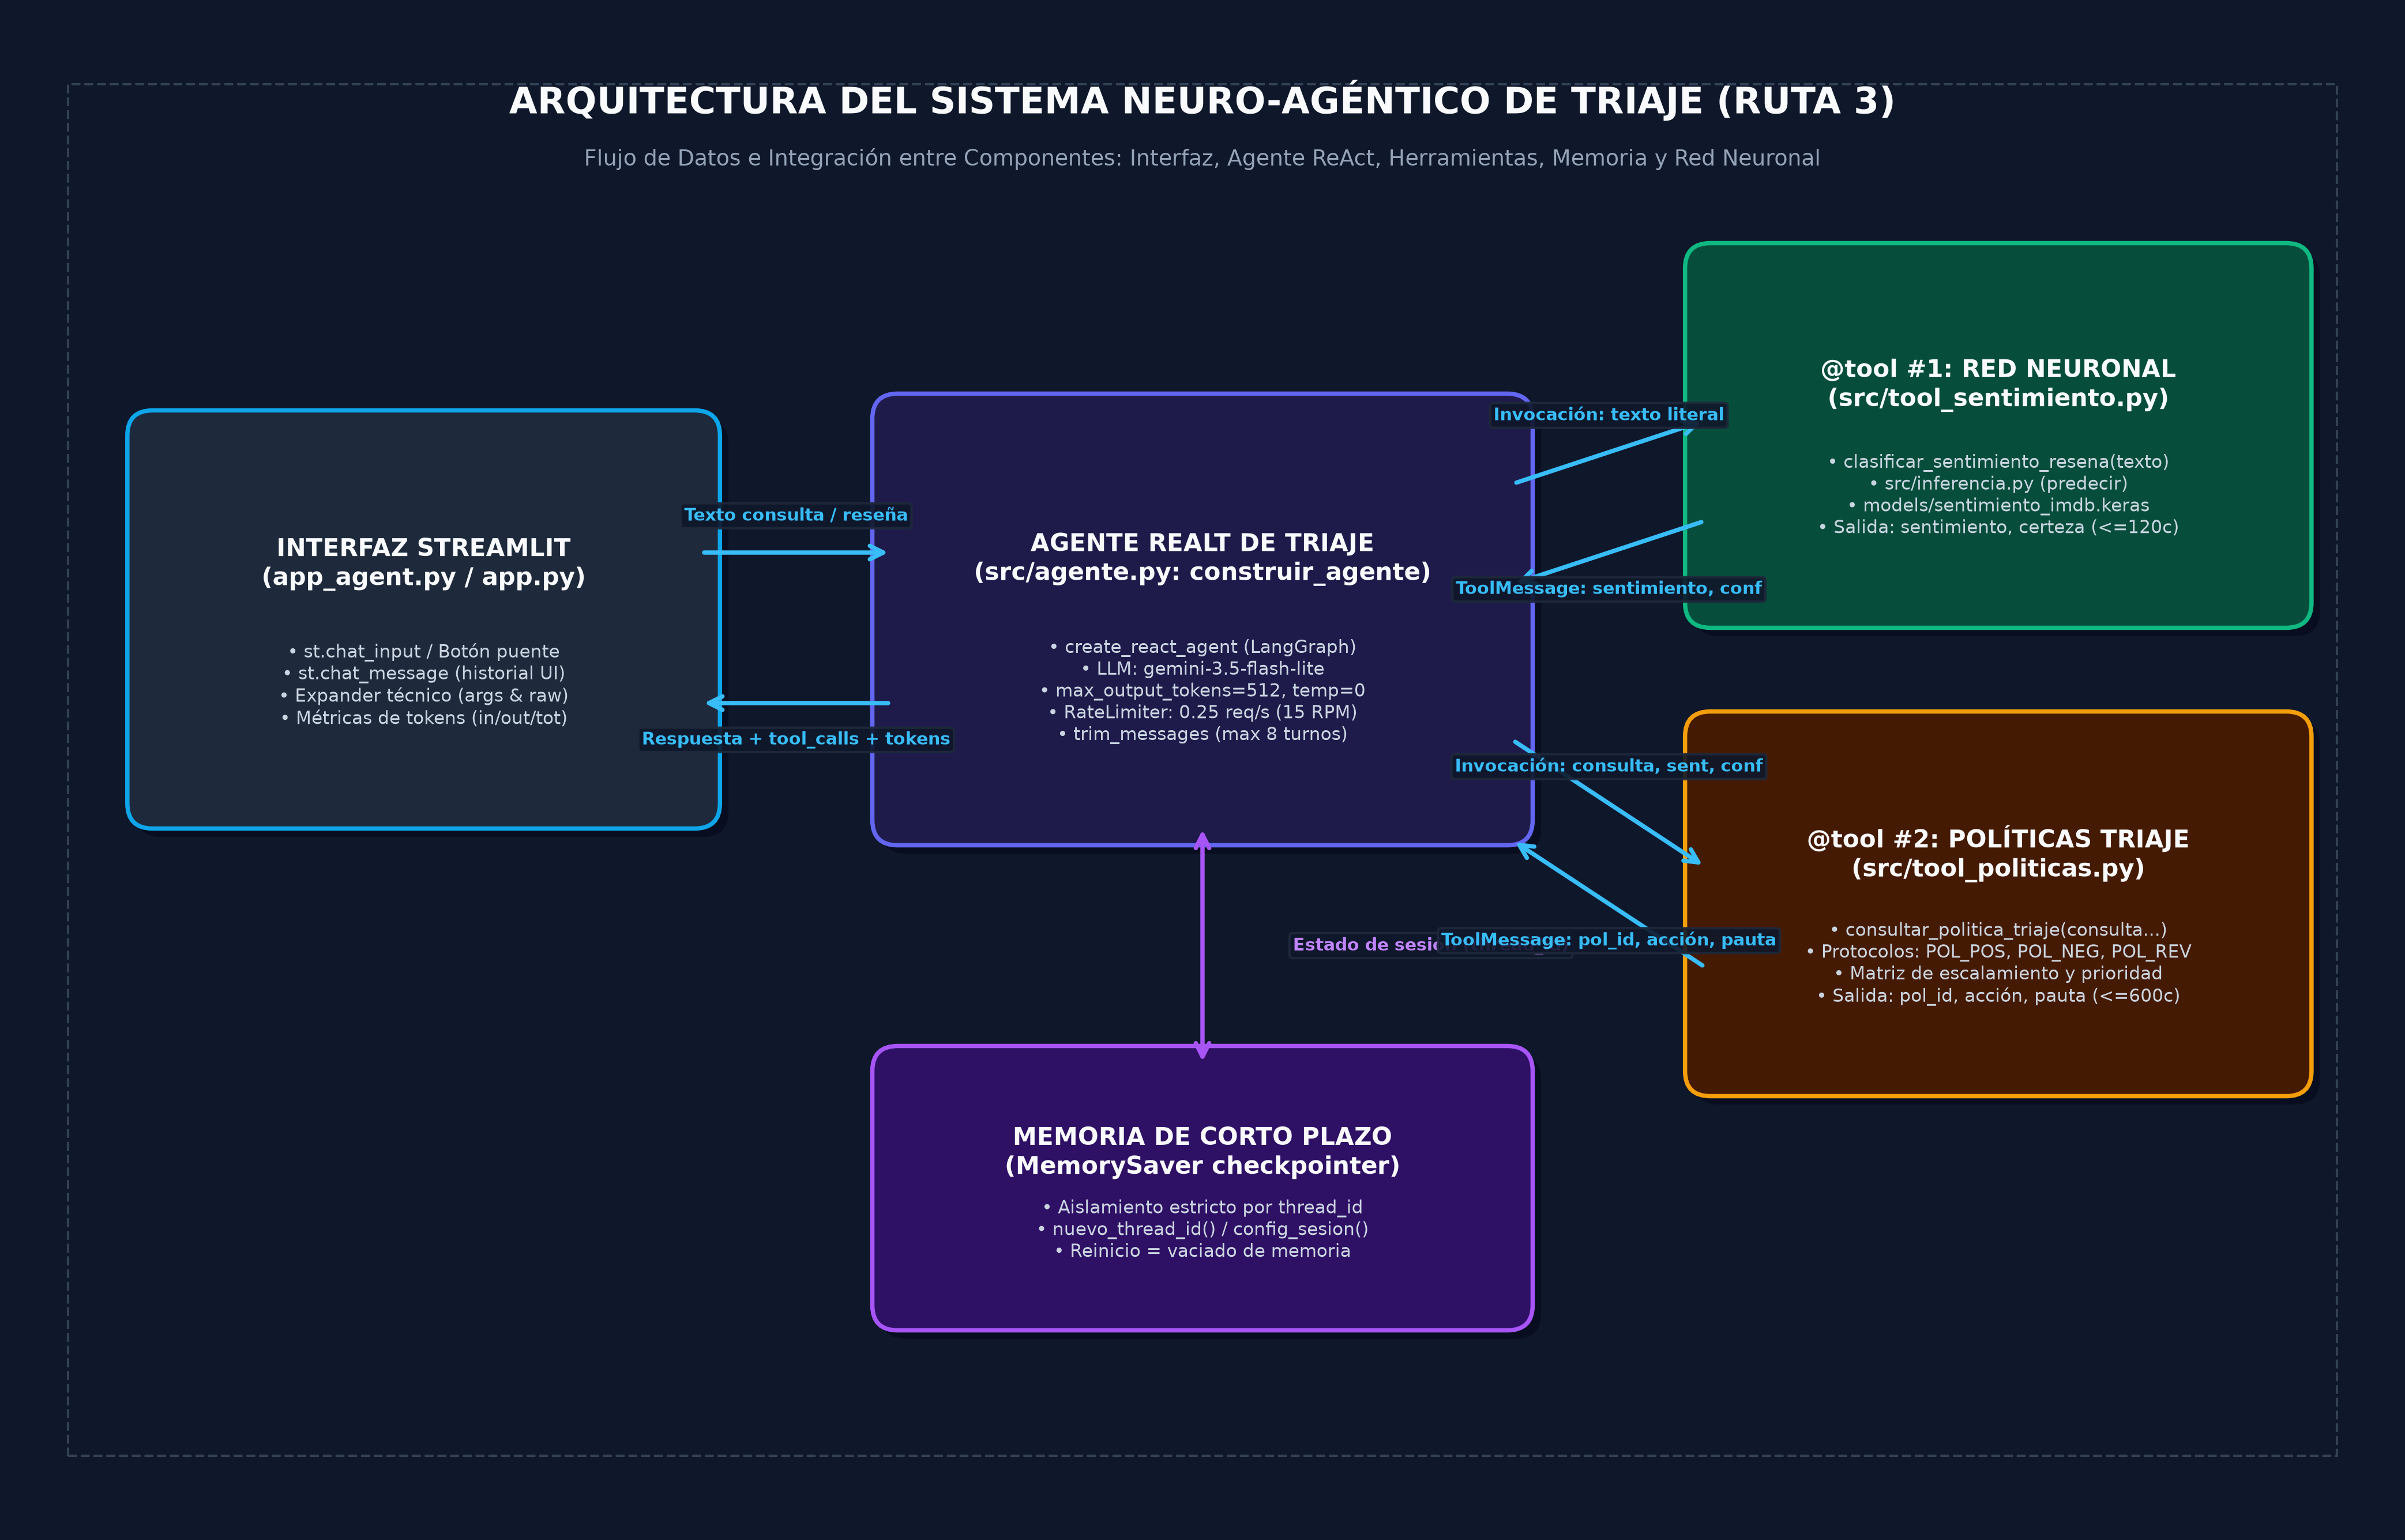 ARQUITECTURA DEL SISTEMA NEURO-AGÉNTICO DE TRIAJE (RUTA 3)
Flujo de Datos e Integración entre Componentes: Interfaz, Agente ReAct, Herramientas, Memoria y Red Neuronal
INTERFAZ STREAMLIT
(app_agent.py / app.py)
• st.chat_input / Botón puente
• st.chat_message (historial UI)
• Expander técnico (args & raw)
• Métricas de tokens (in/out/tot)
Texto consulta / reseña
Respuesta + tool_calls + tokens
AGENTE REALT DE TRIAJE
(src/agente.py: construir_agente)
• create_react_agent (LangGraph)
• LLM: gemini-3.5-flash-lite
• max_output_tokens=512, temp=0
• RateLimiter: 0.25 req/s (15 RPM)
• trim_messages (max 8 turnos)
Invocación: texto literal
ToolMessage: sentimiento, conf
@tool #1: RED NEURONAL
(src/tool_sentimiento.py)
• clasificar_sentimiento_resena(texto)
• src/inferencia.py (predecir)
• models/sentimiento_imdb.keras
• Salida: sentimiento, certeza (<=120c)
Invocación: consulta, sent, conf
Estado de
ToolMessage: pol_id, acción, pauta
@tool #2: POLÍTICAS TRIAJE
(src/tool_politicas.py)
• consultar_politica_triaje(consulta...)
• Protocolos: POL_POS, POL_NEG, POL_REV
• Matriz de escalamiento y prioridad
• Salida: pol_id, acción, pauta (<=600c)
MEMORIA DE CORTO PLAZO
(MemorySaver checkpointer)
• Aislamiento estricto por thread_id
• nuevo_thread_id() / config_sesion()
• Reinicio = vaciado de memoria